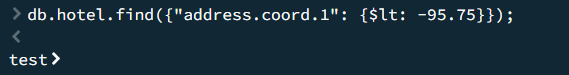 > db.hotel.find({"address.coord.1": {$lt: -95.75}});
<
test>